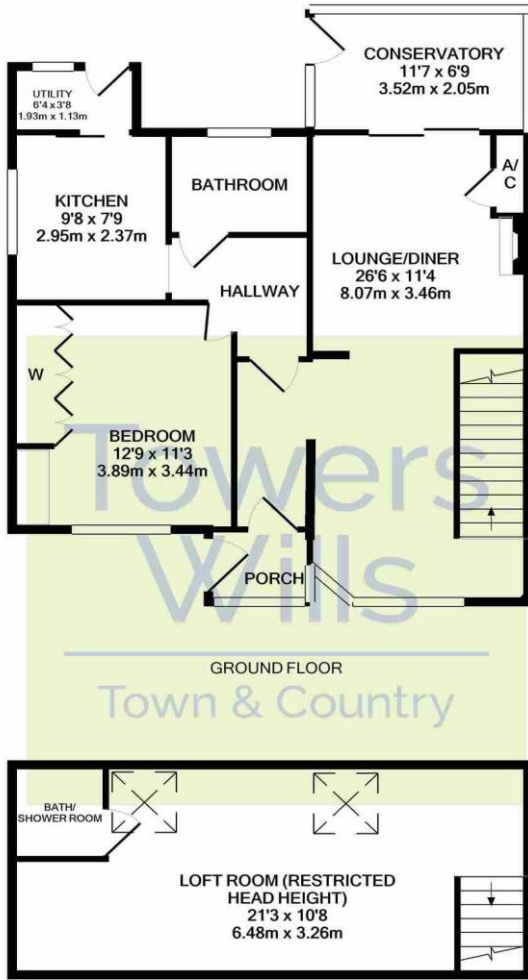 CONSERVATORY
11'7 x 6'9
3.52m x 2.05m
UTILITY
6'4 x 3'8
1.93m x 1.13m
KITCHEN
9'8 x 7'9
2.95m x 2.37m
BATHROOM
A/
C
LOUNGE/DINER
26'6 x 11'4
8.07m x 3.46m
HALLWAY
W
BEDROOM
12'9 x 11'3
3.89m x 3.44m
Towers
Wills
PORCH
GROUND FLOOR
Town & Country
BATH/
SHOWER ROOM
LOFT ROOM (RESTRICTED
HEAD HEIGHT)
21'3 x 10'8
6.48m x 3.26m